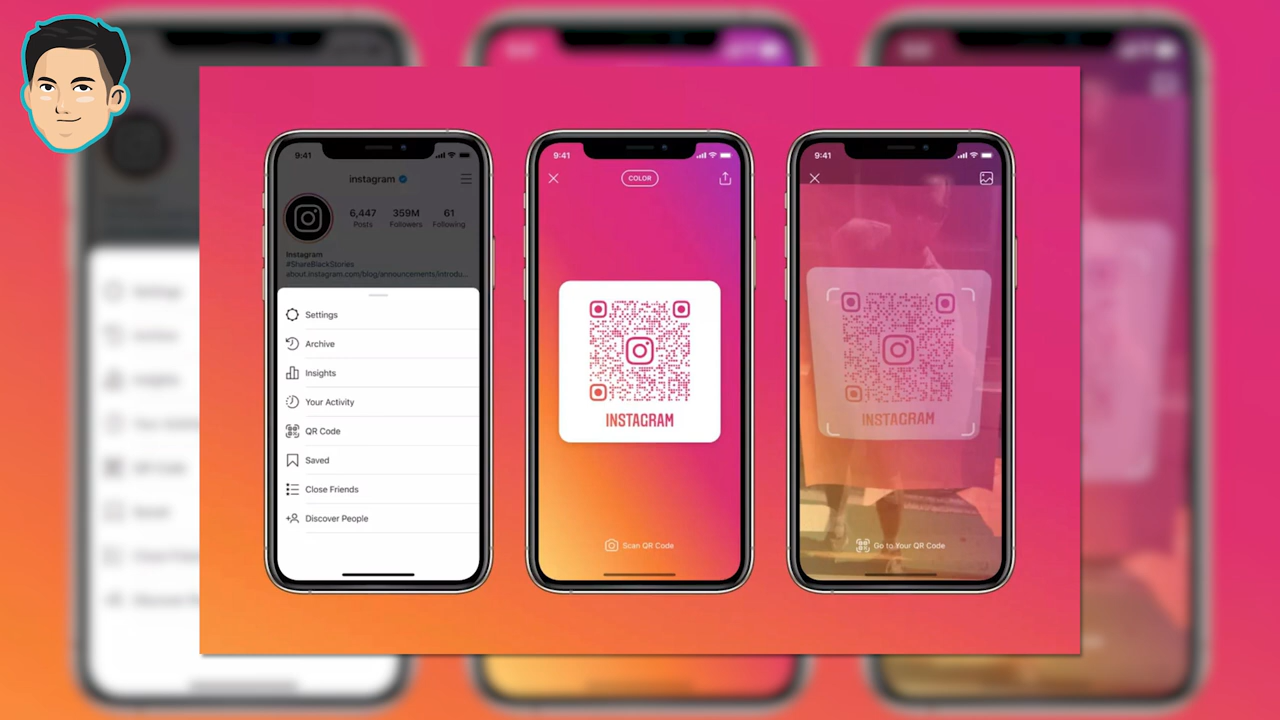 9:41
instagram
6,447
359M
61
Posts
Followers
Following
Instagram
#ShareBlackStories
about.instagram.com/blog/announcements/introdu...
Settings
Archive
Insights
Your Activity
QR Code
Saved
Close Friends
Discover People
9:41
COLOR
INSTAGRAM
Scan QR Code
9:41
INSTAGRAM
Go to Your QR Code